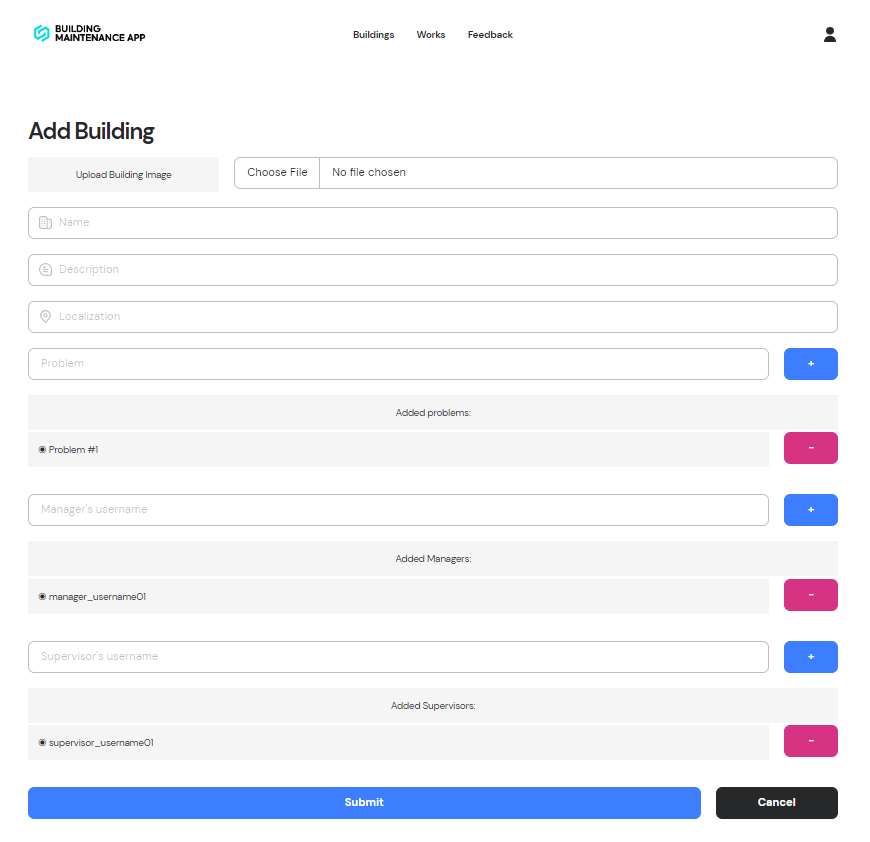 BUILDING
MAINTENANCE APP
Buildings Works Feedback
Add Building
Upload Building Image Choose File No file chosen
Name
Description
Localization
Problem +
Added problems:
Problem #1 -
Manager's username +
Added Managers:
manager_username01 -
Supervisor's username +
Added Supervisors:
supervisor_username01 -
Submit Cancel